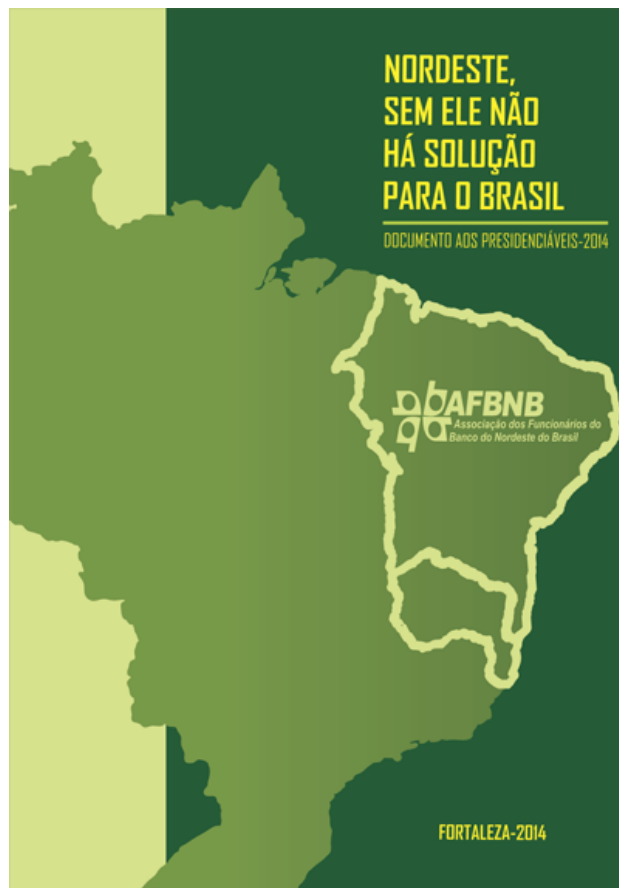 NORDESTE,
SEM ELE NÃO
HÁ SOLUÇÃO
PARA O BRASIL
DOCUMENTO AOS PRESIDENCIÁVEIS-2014
AFBNB
Associação dos Funcionários do
Banco do Nordeste do Brasil
FORTALEZA-2014